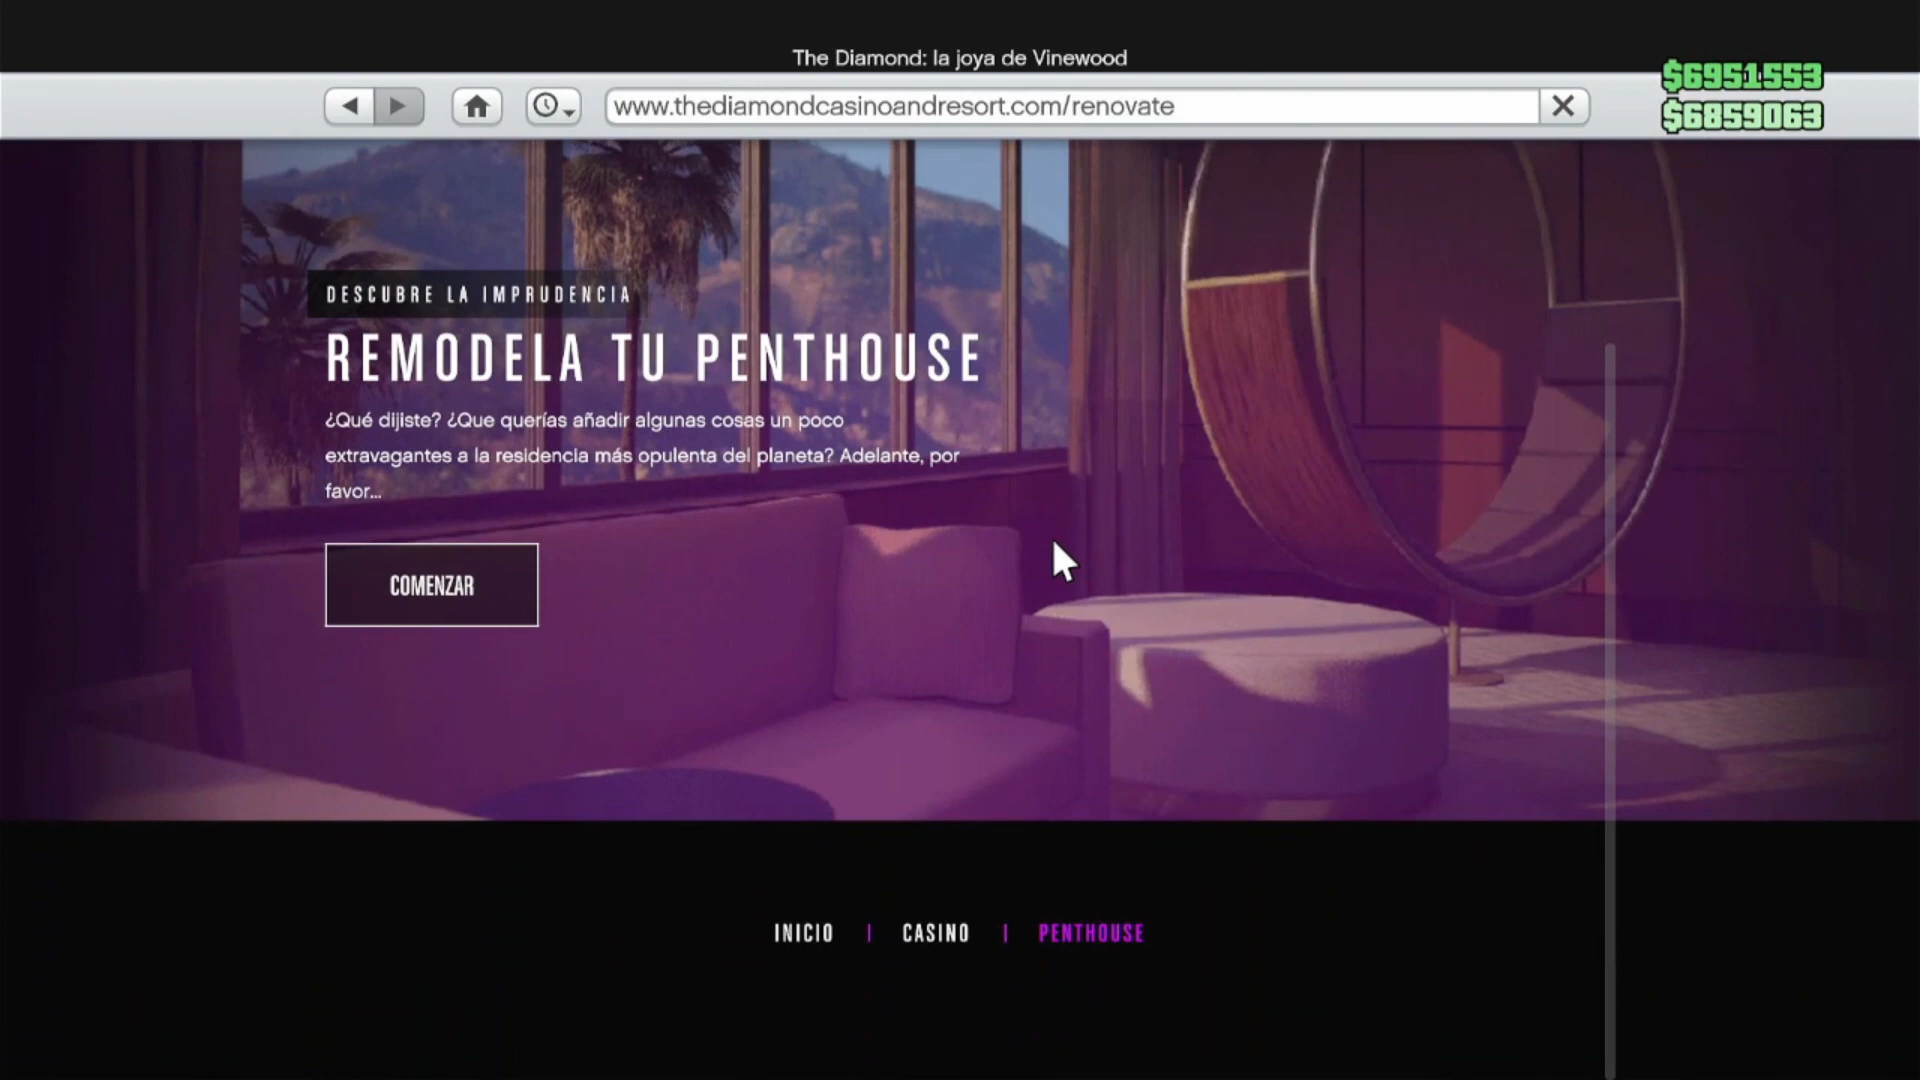 The Diamond: la joya de Vinewood
www.thediamondcasinoandresort.com/renovate
$6951553
$6859063
DESCUBRE LA IMPRUDENCIA
REMODELA TU PENTHOUSE
¿Qué dijiste? ¿Que querías añadir algunas cosas un poco
extravagantes a la residencia más opulenta del planeta? Adelante, por
favor...
COMENZAR
INICIO | CASINO | PENTHOUSE